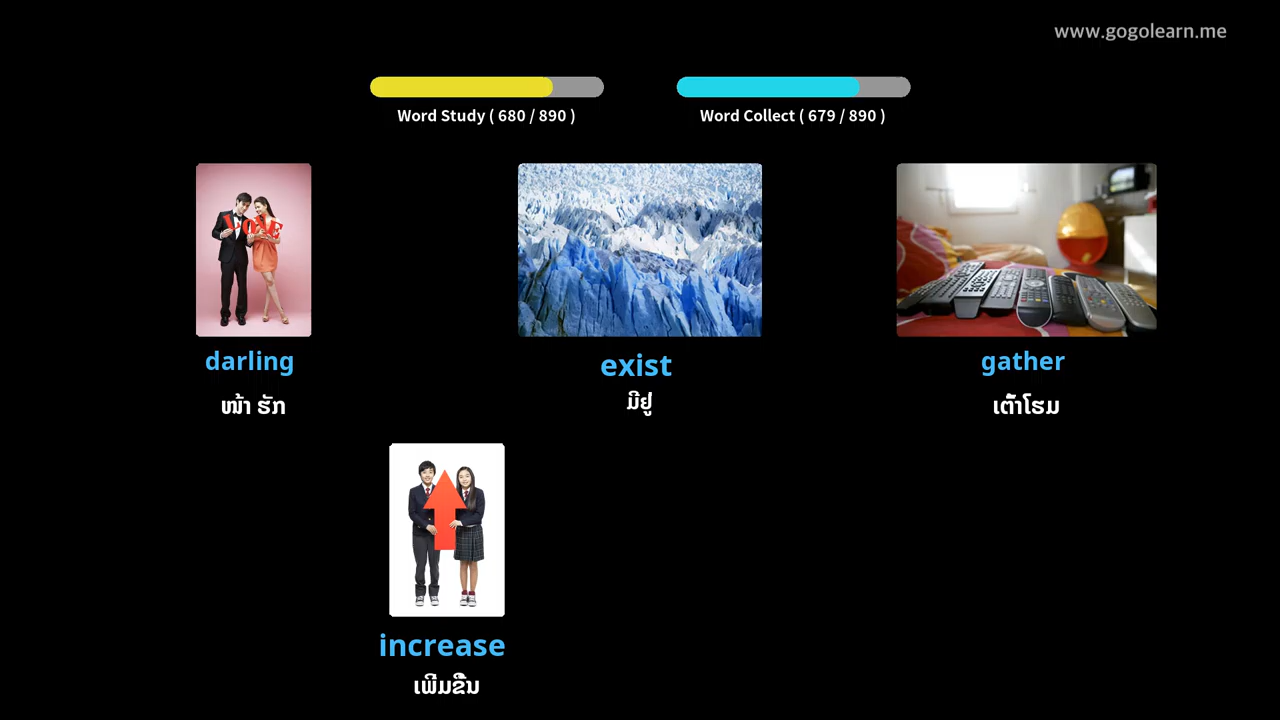 www.gogolearn.me
Word Study ( 680 / 890 )
Word Collect ( 679 / 890 )
darling
ໜ້າ ຮັກ
exist
ມີຢູ່
gather
ເຕົ້າໂຮມ
increase
ເພີ່ມຂຶ້ນ